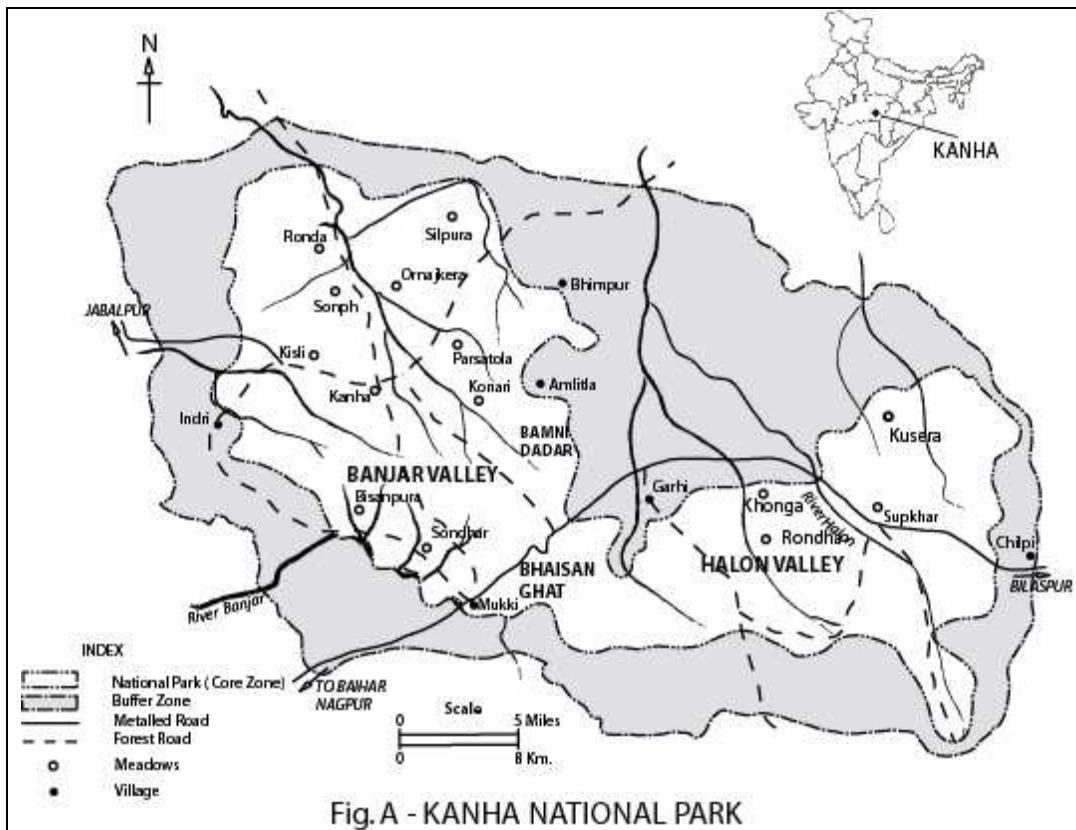 N
KANHA
Ronda
Silpura
Ornajkera
Bhimpur
Sonph
JABALPUR
Kisli
Parsatola
Kanha
Konari
Amlitla
Indri
BAMNI
DADAR
Kusera
BANJAR VALLEY
Bisanpura
Garhi
Khonga
River Halon
Supkhar
Sondhar
Rondha
Chilpi
BHAISAN
GHAT
HALON VALLEY
BILASPUR
River Banjar
Mukki
INDEX
National Park ( Core Zone)
Buffer Zone
Metalled Road
Forest Road
Meadows
Village
TO BAIHAR
NAGPUR
Scale
0 5 Miles
0 8 Km.
Fig. A - KANHA NATIONAL PARK